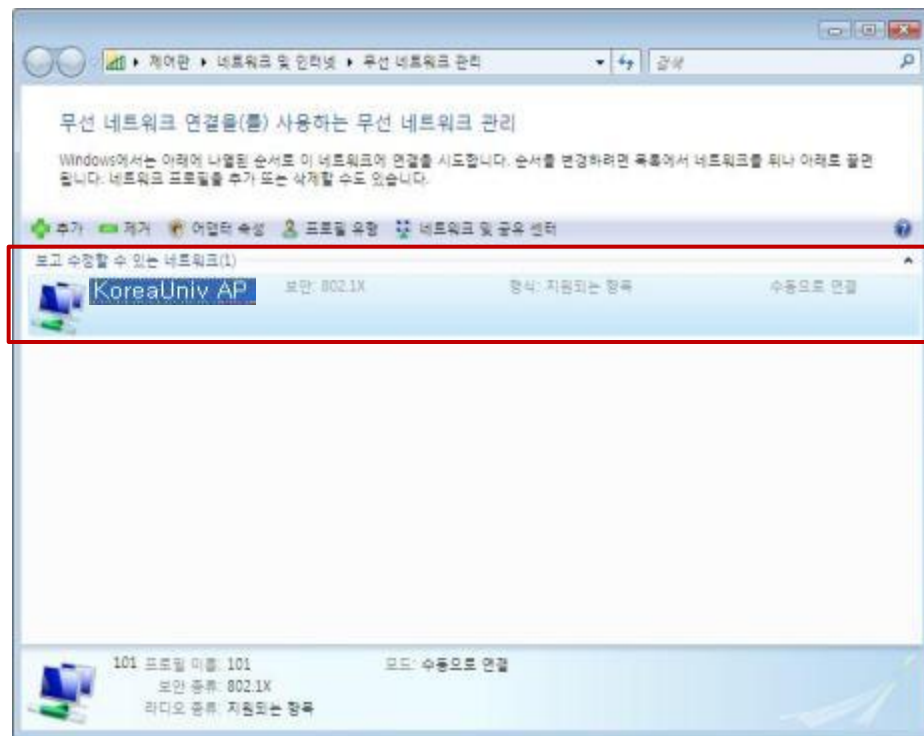 제어판 네트워크 및 인터넷 무선 네트워크 관리 검색
무선 네트워크 연결을(를) 사용하는 무선 네트워크 관리
Windows에서는 아래에 나열된 순서로 이 네트워크에 연결을 시도합니다. 순서를 변경하려면 목록에서 네트워크를 위나 아래로 끌면
됩니다. 네트워크 프로필을 추가 또는 삭제할 수도 있습니다.
추가 제거 어댑터 속성 프로필 유형 네트워크 및 공유 센터
보고 수정할 수 있는 네트워크(1)
KoreaUniv AP 보안: 802.1X 형식: 지원되는 항목 수동으로 연결
101 프로필 이름: 101 모드: 수동으로 연결
보안 종류: 802.1X
라디오 종류: 지원되는 항목